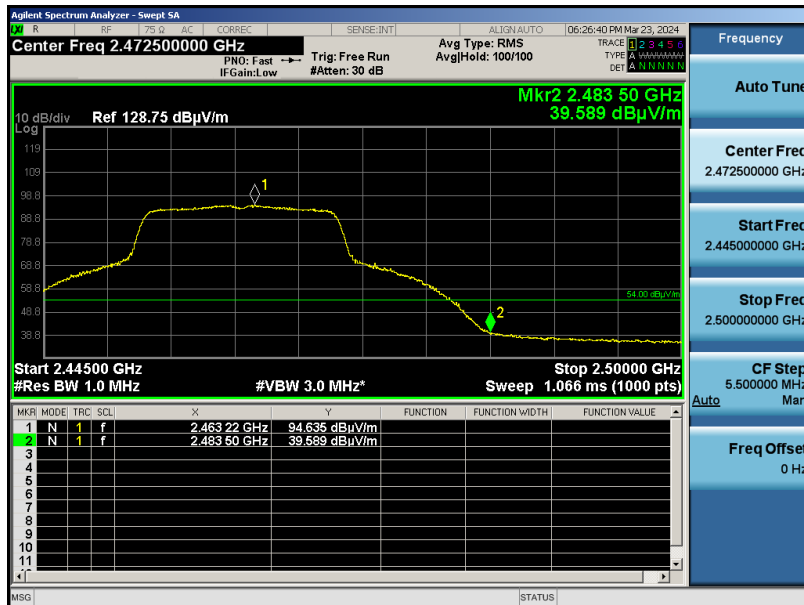 Agilent Spectrum Analyzer - Swept SA
LXI R RF 75 Ω AC CORREC SENSE:INT ALIGN AUTO 06:26:40 PM Mar 23, 2024
Center Freq 2.472500000 GHz
PNO: Fast
IFGain:Low
Trig: Free Run
#Atten: 30 dB
Avg Type: RMS
Avg|Hold: 100/100
TRACE 1 2 3 4 5 6
TYPE A WWWWW
DET A N N N N N
Mkr2 2.483 50 GHz
39.589 dBµV/m
10 dB/div Ref 128.75 dBµV/m
Log
119
109
98.8
88.8
78.8
68.8
58.8
48.8
38.8
1
2
54.00 dBµV/m
Start 2.44500 GHz Stop 2.50000 GHz
#Res BW 1.0 MHz #VBW 3.0 MHz* Sweep 1.066 ms (1000 pts)
MKR MODE TRC SCL X Y FUNCTION FUNCTION WIDTH FUNCTION VALUE
1 N 1 f 2.463 22 GHz 94.635 dBµV/m
2 N 1 f 2.483 50 GHz 39.589 dBµV/m
3
4
5
6
7
8
9
10
11
MSG STATUS
Frequency
Auto Tune
Center Freq
2.472500000 GHz
Start Freq
2.445000000 GHz
Stop Freq
2.500000000 GHz
CF Step
5.500000 MHz
Auto Man
Freq Offset
0 Hz